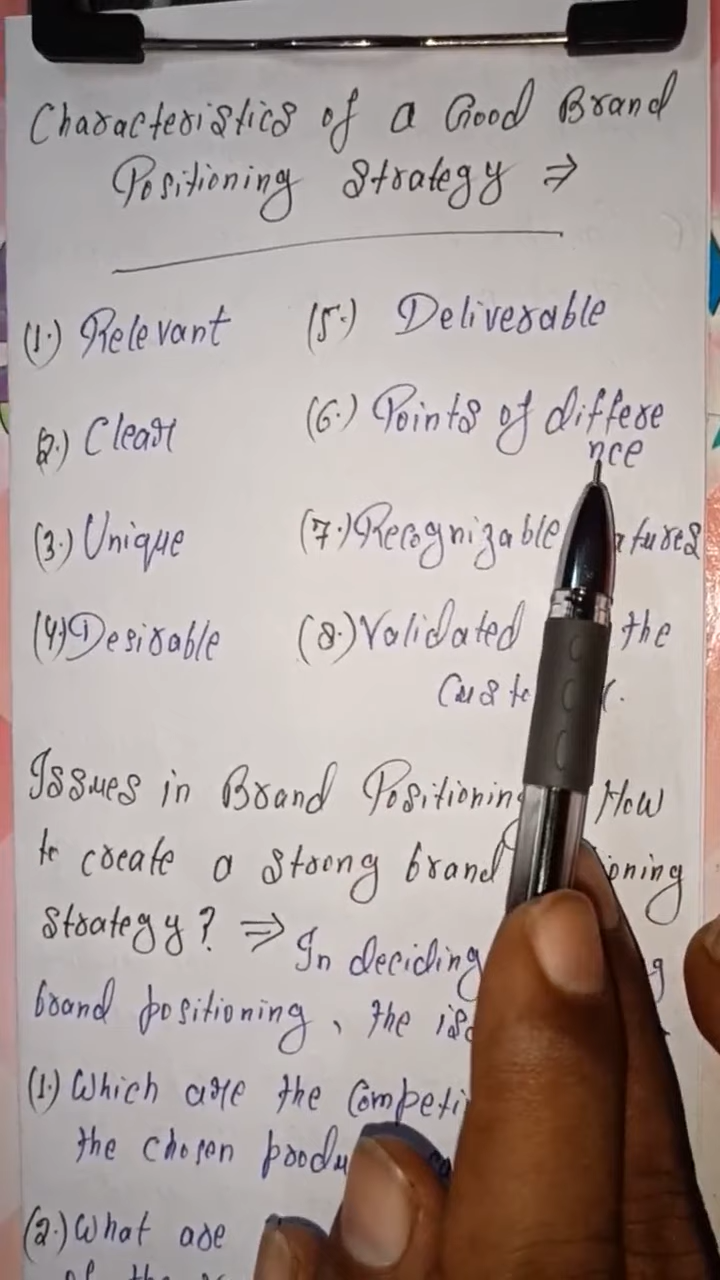 Characteristics of a Good Brand
Positioning Strategy ⇒
(1.) Relevant
(2.) Clear
(3.) Unique
(4.) Desirable
(5.) Deliverable
(6.) Points of differe
nce
(7.) Recognizable
(8.) Validated the
Issues in Brand Positioning How
to create a strong brand
strategy? ⇒ In deciding
brand positioning, the
(1.) Which are the
the chosen
(2.) What are